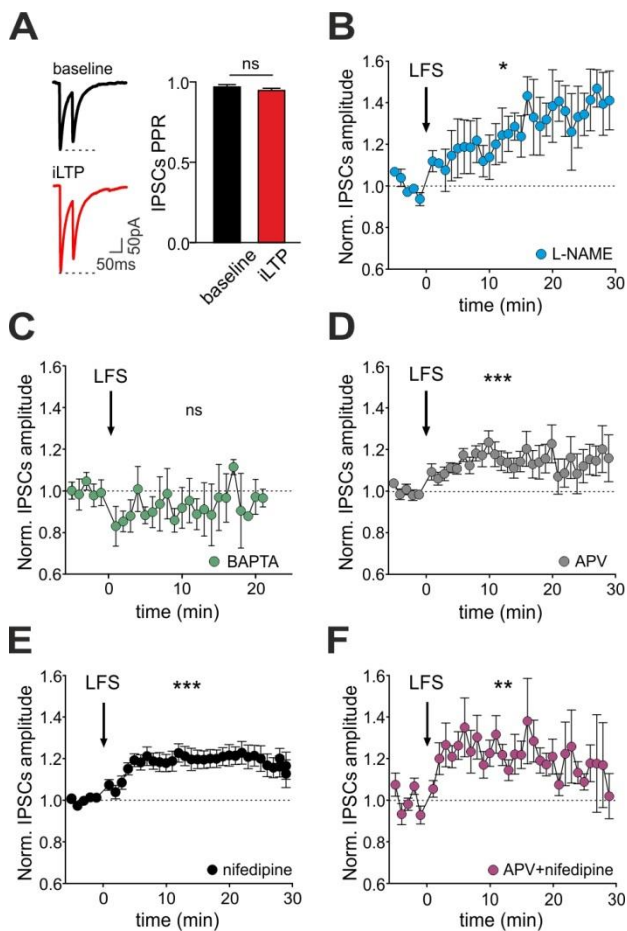 A
baseline
iLTP
50pA
50ms
IPSCs PPR
1.0
0.5
0.0
ns
baseline
iLTP
B
Norm. IPSCs amplitude
1.6
1.4
1.2
1.0
0.8
0.6
LFS
*
L-NAME
0 10 20 30
time (min)
C
Norm. IPSCs amplitude
1.6
1.4
1.2
1.0
0.8
0.6
LFS
ns
BAPTA
0 10 20
time (min)
D
Norm. IPSCs amplitude
1.6
1.4
1.2
1.0
0.8
0.6
LFS
***
APV
0 10 20 30
time (min)
E
Norm. IPSCs amplitude
1.6
1.4
1.2
1.0
0.8
0.6
LFS
***
nifedipine
0 10 20 30
time (min)
F
Norm. IPSCs amplitude
1.6
1.4
1.2
1.0
0.8
0.6
LFS
**
APV+nifedipine
0 10 20 30
time (min)